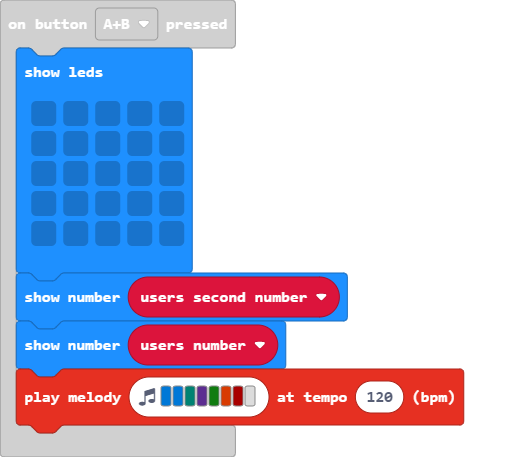 on button A+B pressed
show leds
show number users second number
show number users number
play melody at tempo 120 (bpm)